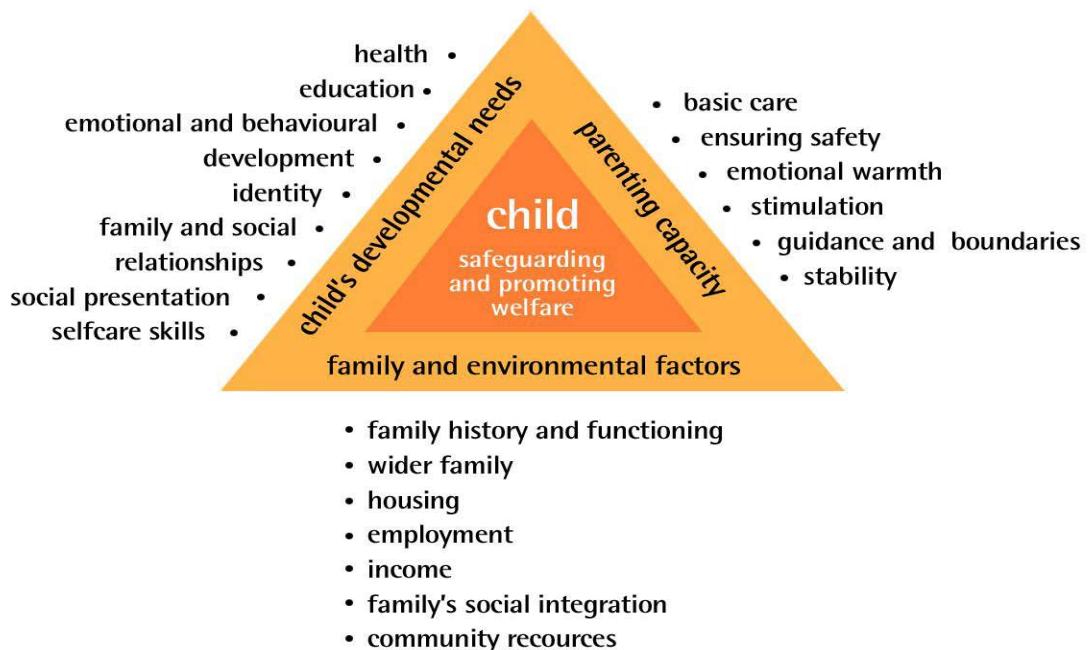 health •
education •
emotional and behavioural •
development •
identity •
family and social •
relationships •
social presentation •
selfcare skills •
child's developmental needs
child
safeguarding
and promoting
welfare
parenting capacity
• basic care
• ensuring safety
• emotional warmth
• stimulation
• guidance and boundaries
• stability
family and environmental factors
• family history and functioning
• wider family
• housing
• employment
• income
• family's social integration
• community recources